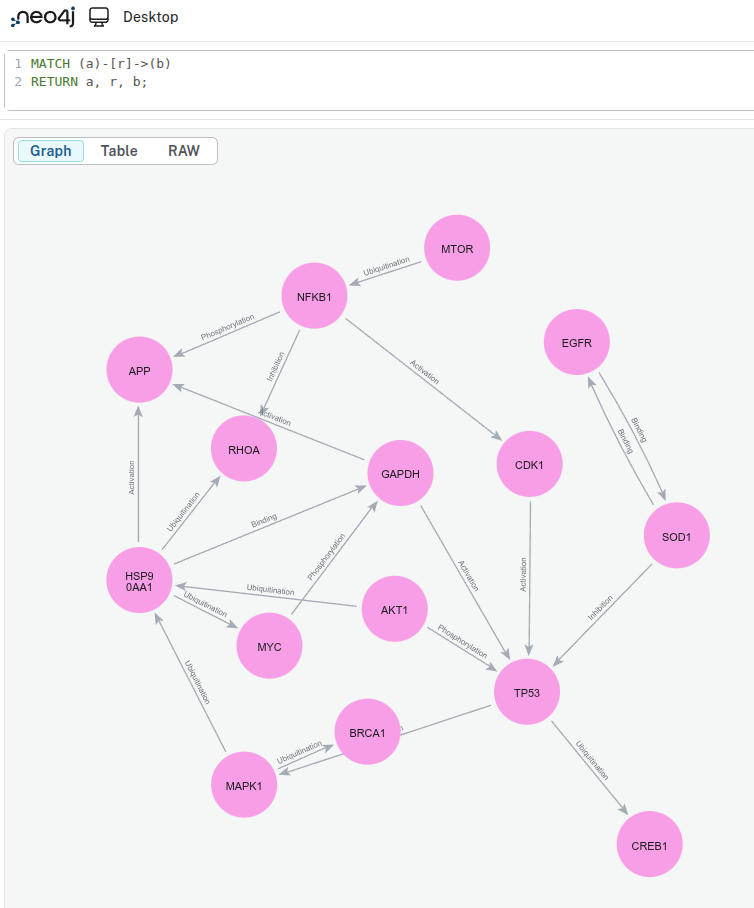 neo4j Desktop
1 MATCH (a)-[r]->(b)
2 RETURN a, r, b;
Graph Table RAW
MTOR
Ubiquitination
NFKB1
Phosphorylation
Inhibition
Activation
EGFR
APP
Activation
Binding
Binding
RHOA
GAPDH
CDK1
Activation
Ubiquitination
Binding
Phosphorylation
Activation
Activation
SOD1
HSP9
0AA1
Ubiquitination
Ubiquitination
AKT1
Inhibition
MYC
Phosphorylation
Ubiquitination
TP53
BRCA1
Ubiquitination
Ubiquitination
MAPK1
CREB1